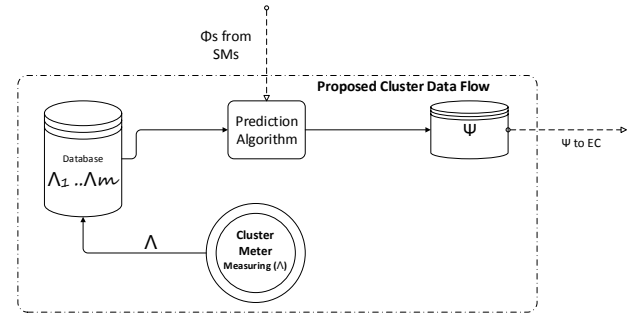 Φs from
SMs
Proposed Cluster Data Flow
Database
Λ1 ..Λm
Prediction
Algorithm
Ψ
Ψ to EC
Λ
Cluster
Meter
Measuring (Λ)